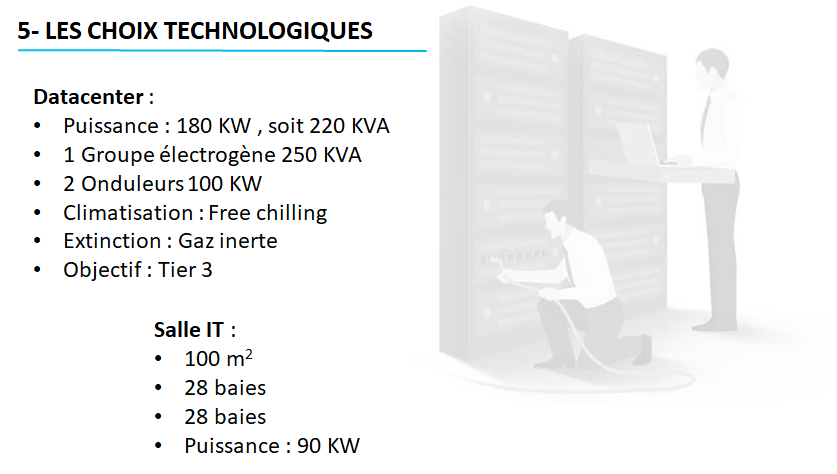 5- LES CHOIX TECHNOLOGIQUES
Datacenter :
• Puissance : 180 KW , soit 220 KVA
• 1 Groupe électrogène 250 KVA
• 2 Onduleurs 100 KW
• Climatisation : Free chilling
• Extinction : Gaz inerte
• Objectif : Tier 3
Salle IT :
• 100 m²
• 28 baies
• 28 baies
• Puissance : 90 KW